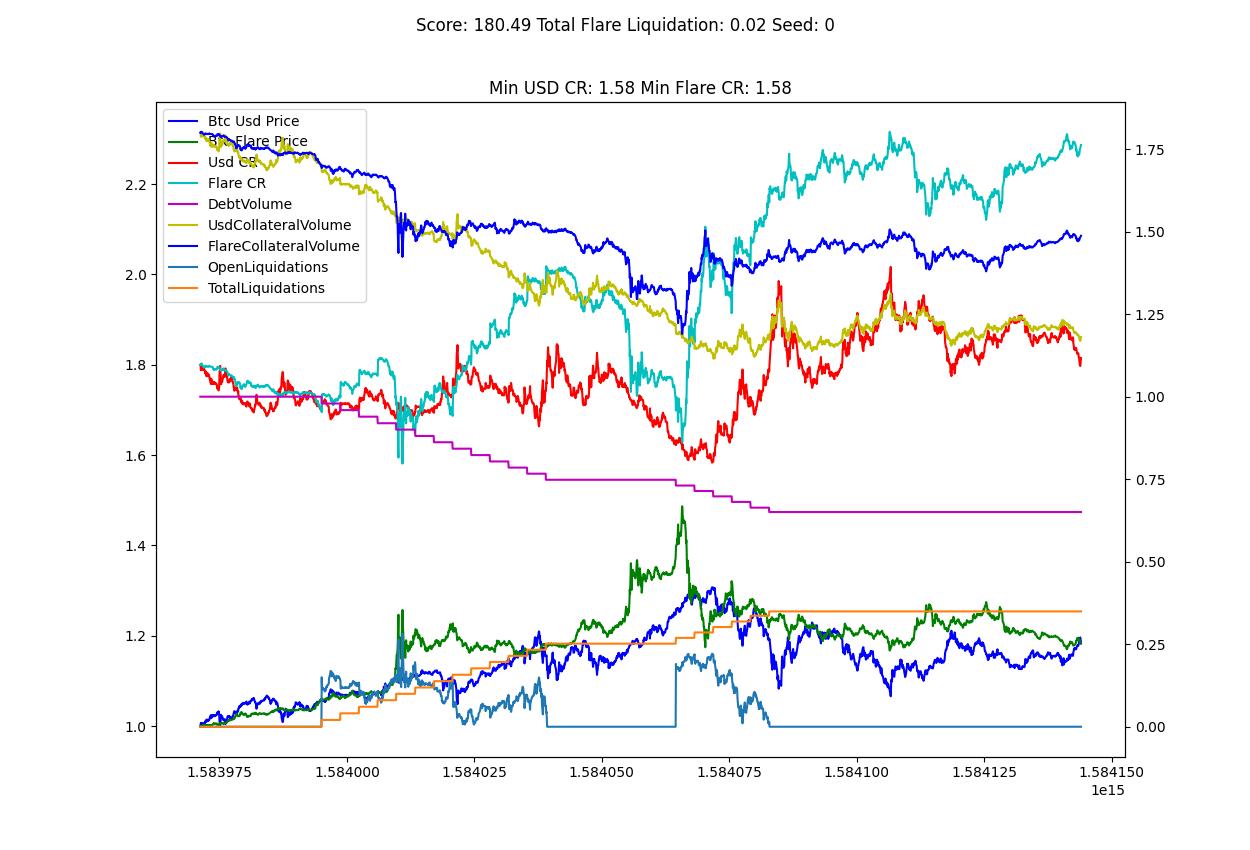 Score: 180.49 Total Flare Liquidation: 0.02 Seed: 0
Min USD CR: 1.58 Min Flare CR: 1.58
Btc Usd Price
Btc Flare Price
Usd CR
Flare CR
DebtVolume
UsdCollateralVolume
FlareCollateralVolume
OpenLiquidations
TotalLiquidations
2.2
2.0
1.8
1.6
1.4
1.2
1.0
1.75
1.50
1.25
1.00
0.75
0.50
0.25
0.00
1.583975 1.584000 1.584025 1.584050 1.584075 1.584100 1.584125 1.584150
1e15